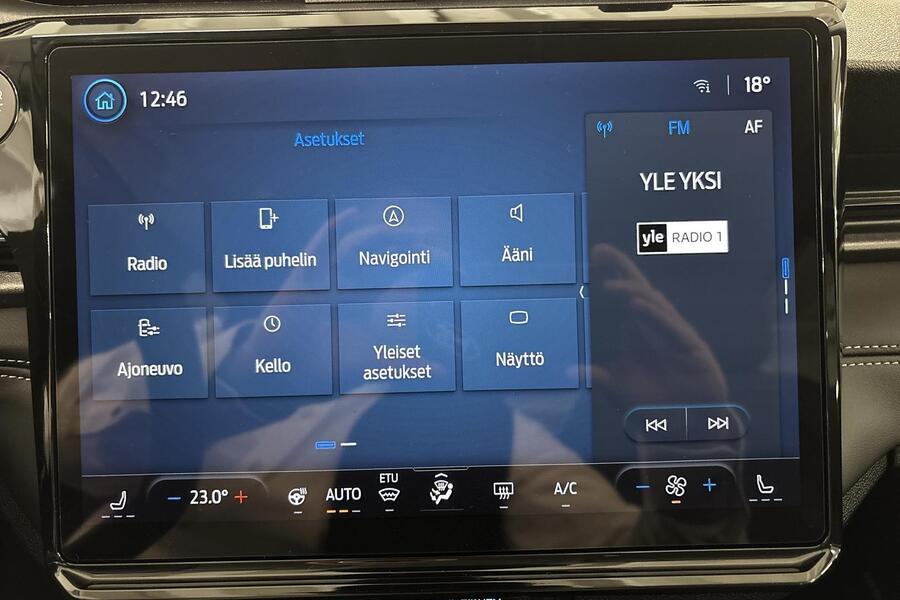 12:46
18°
Asetukset
FM
AF
YLE YKSI
yle RADIO 1
Radio
Lisää puhelin
Navigointi
Ääni
Ajoneuvo
Kello
Yleiset
asetukset
Näyttö
23.0°
AUTO
ETU
A/C